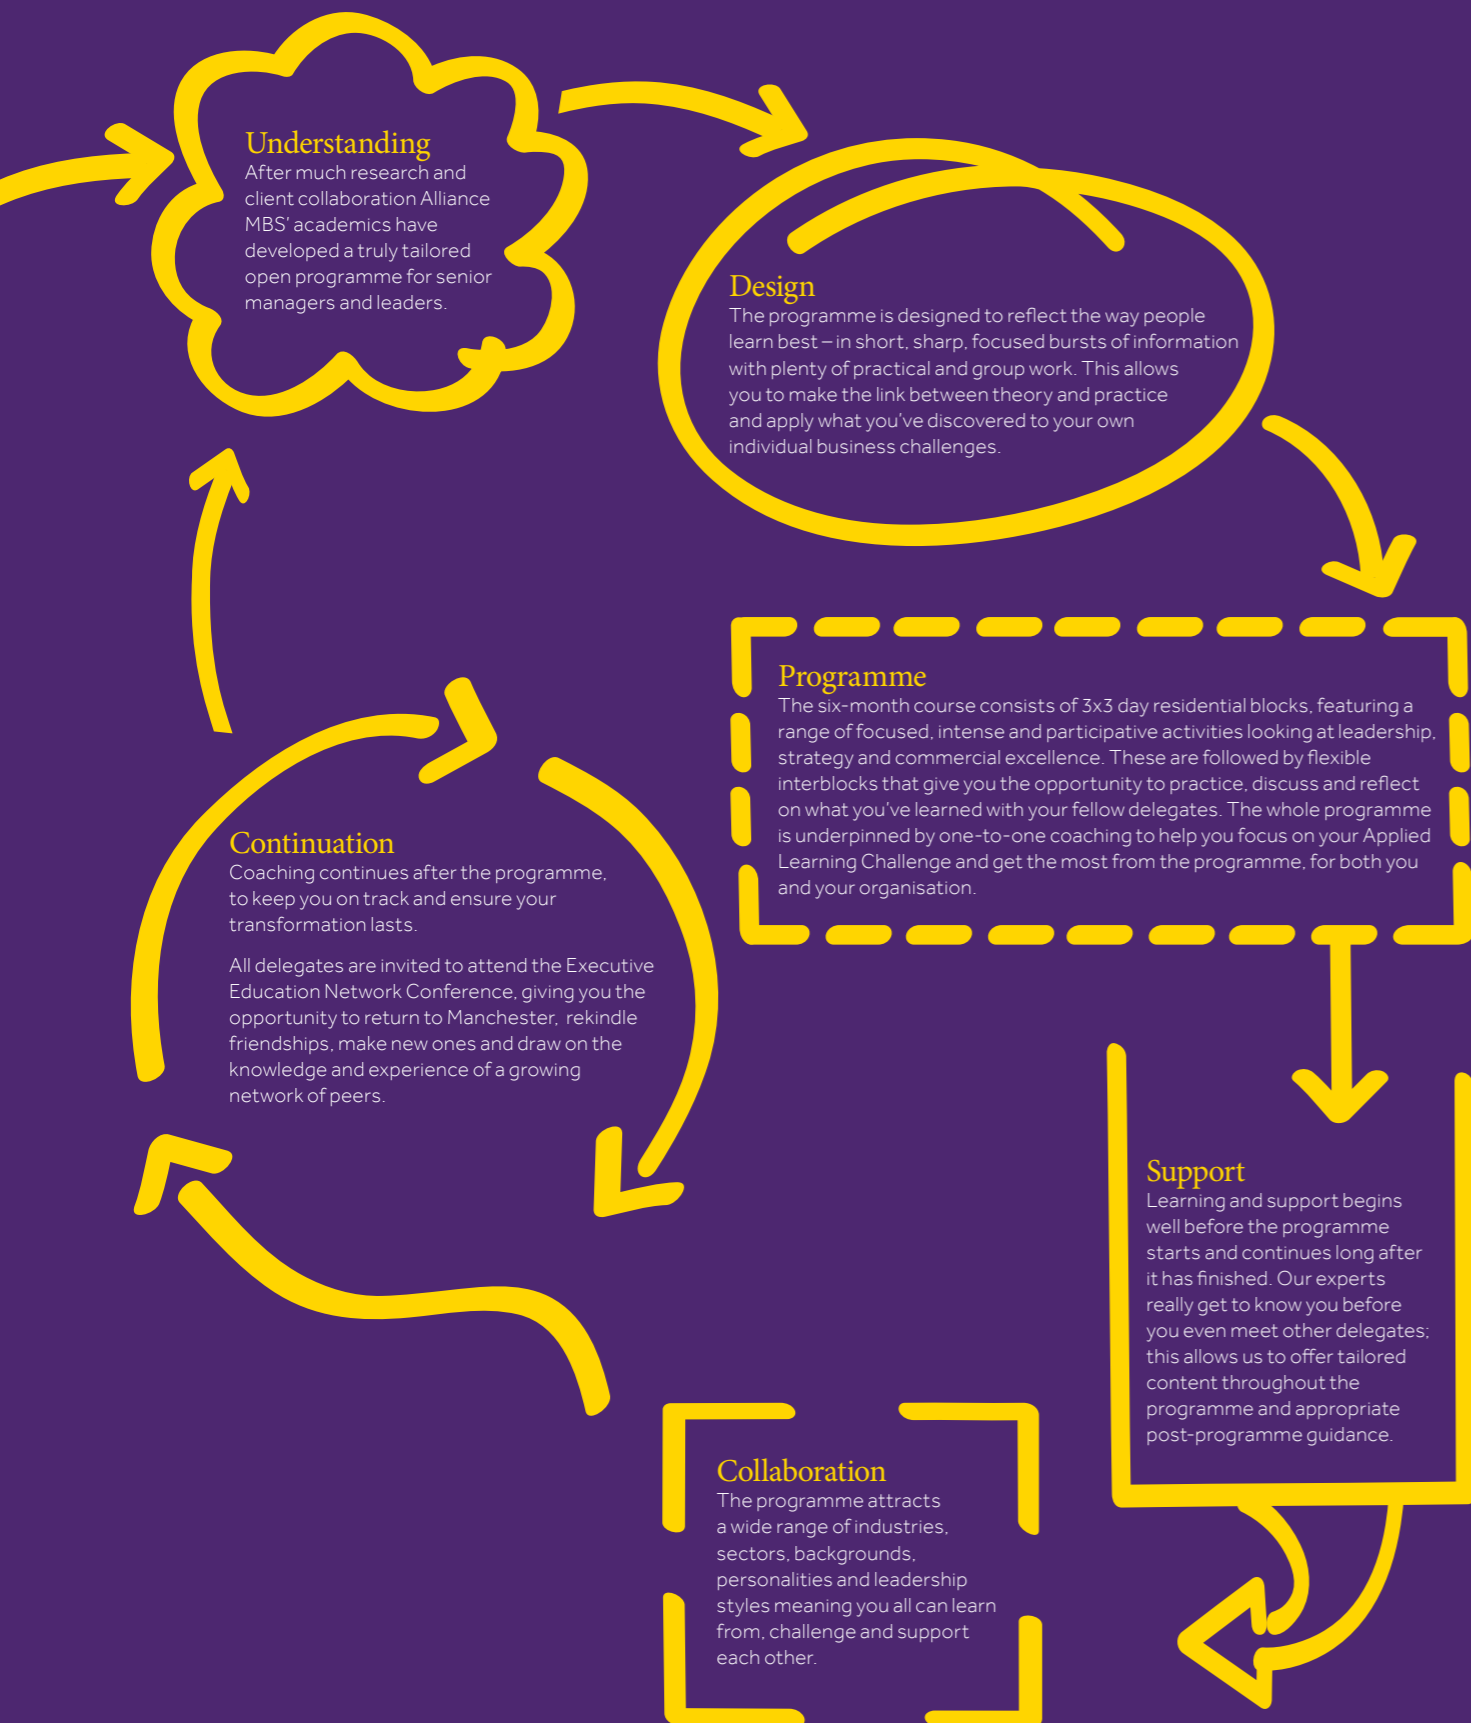 Understanding
After much research and
client collaboration Alliance
MBS' academics have
developed a truly tailored
open programme for senior
managers and leaders.
Design
The programme is designed to reflect the way people
learn best – in short, sharp, focused bursts of information
with plenty of practical and group work. This allows
you to make the link between theory and practice
and apply what you've discovered to your own
individual business challenges.
Programme
The six-month course consists of 3x3 day residential blocks, featuring a
range of focused, intense and participative activities looking at leadership,
strategy and commercial excellence. These are followed by flexible
interblocks that give you the opportunity to practice, discuss and reflect
on what you've learned with your fellow delegates. The whole programme
is underpinned by one-to-one coaching to help you focus on your Applied
Learning Challenge and get the most from the programme, for both you
and your organisation.
Support
Learning and support begins
well before the programme
starts and continues long after
it has finished. Our experts
really get to know you before
you even meet other delegates;
this allows us to offer tailored
content throughout the
programme and appropriate
post-programme guidance.
Collaboration
The programme attracts
a wide range of industries,
sectors, backgrounds,
personalities and leadership
styles meaning you all can learn
from, challenge and support
each other.
Continuation
Coaching continues after the programme,
to keep you on track and ensure your
transformation lasts.
All delegates are invited to attend the Executive
Education Network Conference, giving you the
opportunity to return to Manchester, rekindle
friendships, make new ones and draw on the
knowledge and experience of a growing
network of peers.